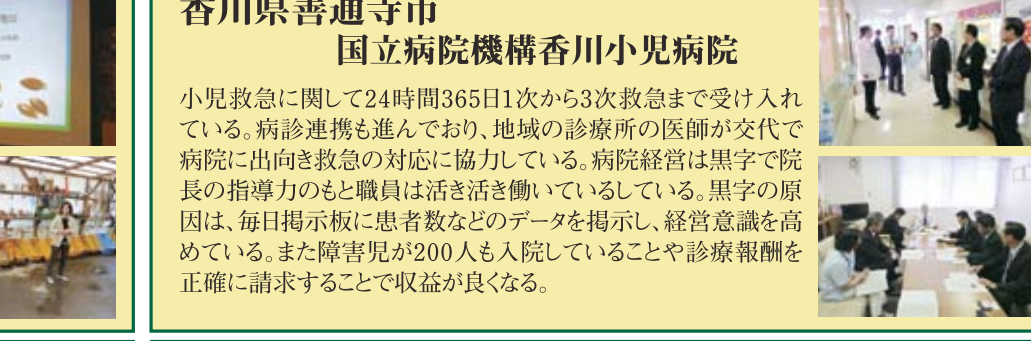 香川県善通寺市
国立病院機構香川小児病院
小児救急に関して24時間365日1次から3次救急まで受け入れ
ている。病診連携も進んでおり、地域の診療所の医師が交代で
病院に出向き救急の対応に協力している。病院経営は黒字で院
長の指導力のもと職員は活き活き働いているしている。黒字の原
因は、毎日掲示板に患者数などのデータを掲示し、経営意識を高
めている。また障害児が200人も入院していることや診療報酬を
正確に請求することで収益が良くなる。